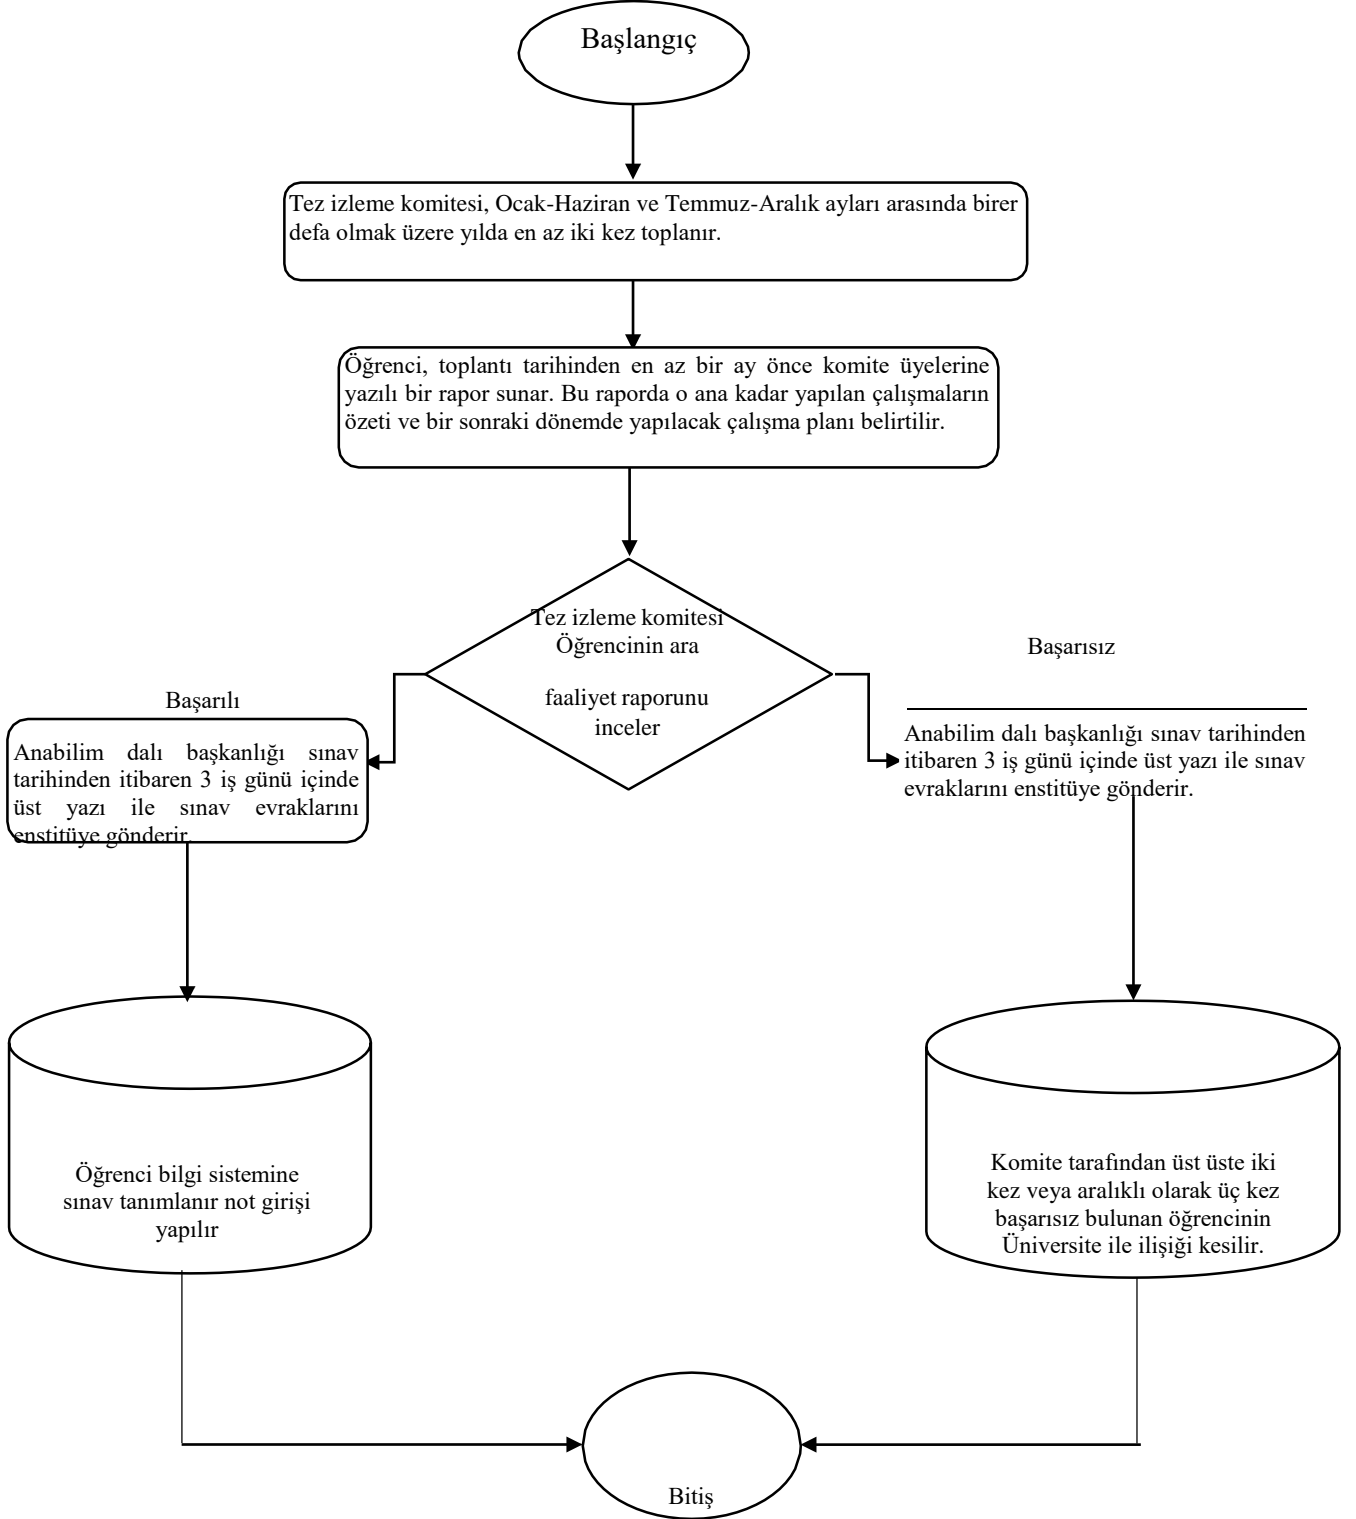 Başlangıç
Tez izleme komitesi, Ocak-Haziran ve Temmuz-Aralık ayları arasında birer
defa olmak üzere yılda en az iki kez toplanır.
Öğrenci, toplantı tarihinden en az bir ay önce komite üyelerine
yazılı bir rapor sunar. Bu raporda o ana kadar yapılan çalışmaların
özeti ve bir sonraki dönemde yapılacak çalışma planı belirtilir.
Tez izleme komitesi
Öğrencinin ara
faaliyet raporunu
inceler
Başarılı
Anabilim dalı başkanlığı sınav
tarihinden itibaren 3 iş günü içinde
üst yazı ile sınav evraklarını
enstitüye gönderir.
Başarısız
Anabilim dalı başkanlığı sınav tarihinden
itibaren 3 iş günü içinde üst yazı ile sınav
evraklarını enstitüye gönderir.
Öğrenci bilgi sistemine
sınav tanımlanır not girişi
yapılır
Komite tarafından üst üste iki
kez veya aralıklı olarak üç kez
başarısız bulunan öğrencinin
Üniversite ile ilişiği kesilir.
Bitiş